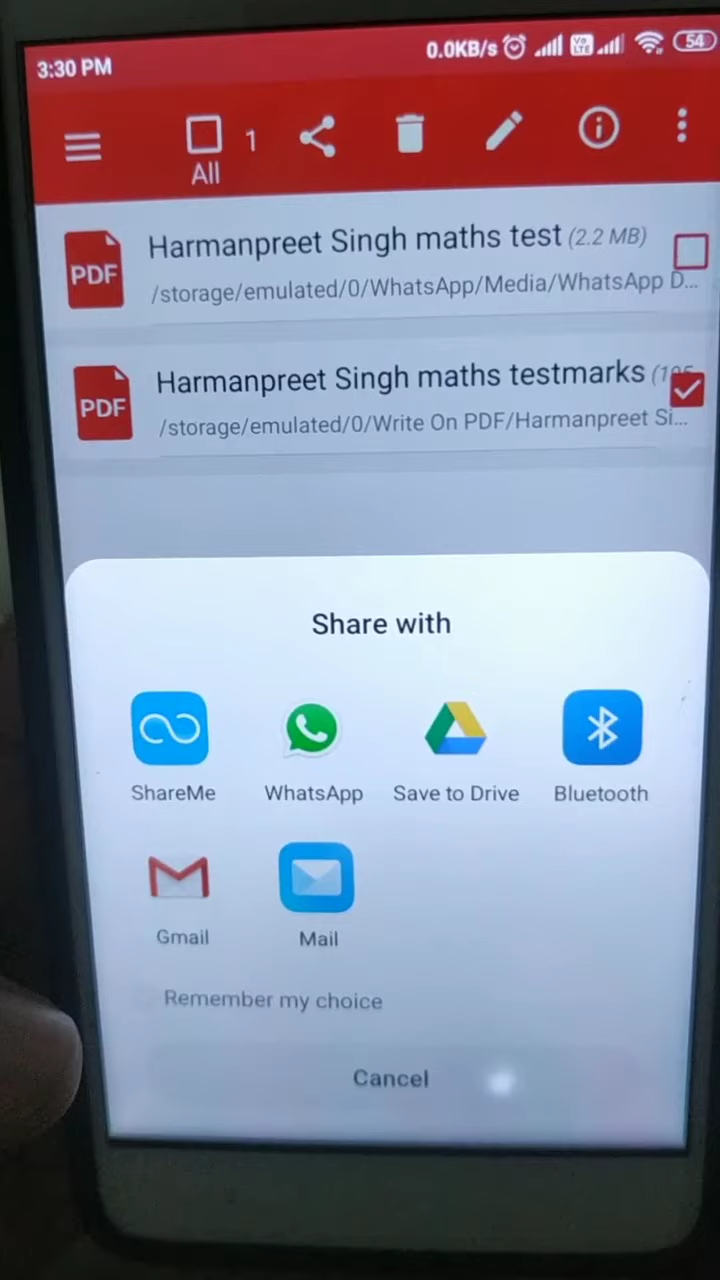 3:30 PM 0.0KB/s Vo LTE 54
All 1
PDF Harmanpreet Singh maths test (2.2 MB)
/storage/emulated/0/WhatsApp/Media/WhatsApp D...
PDF Harmanpreet Singh maths testmarks
/storage/emulated/0/Write On PDF/Harmanpreet Si...
Share with
ShareMe WhatsApp Save to Drive Bluetooth
Gmail Mail
Remember my choice
Cancel